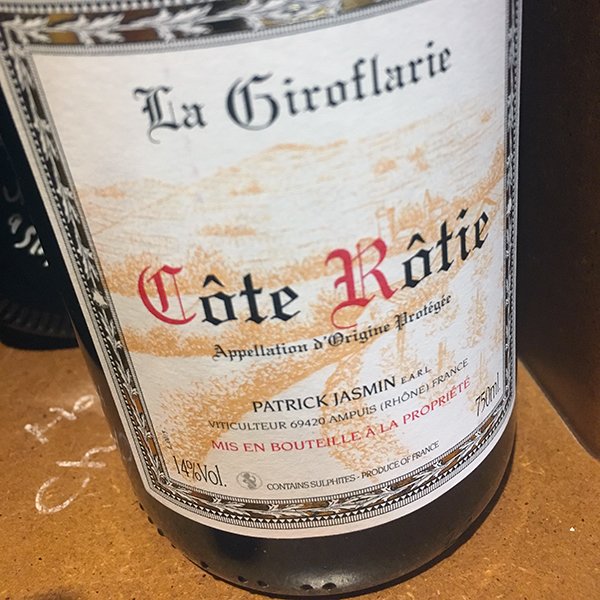 La Giroflarie
Côte Rôtie
Appellation d'Origine Protégée
PATRICK JASMIN E.A.R.L
VITICULTEUR 69420 AMPUIS (RHÔNE) FRANCE
MIS EN BOUTEILLE À LA PROPRIÉTÉ
14%Vol.
750mL
CONTAINS SULPHITES - PRODUCE OF FRANCE